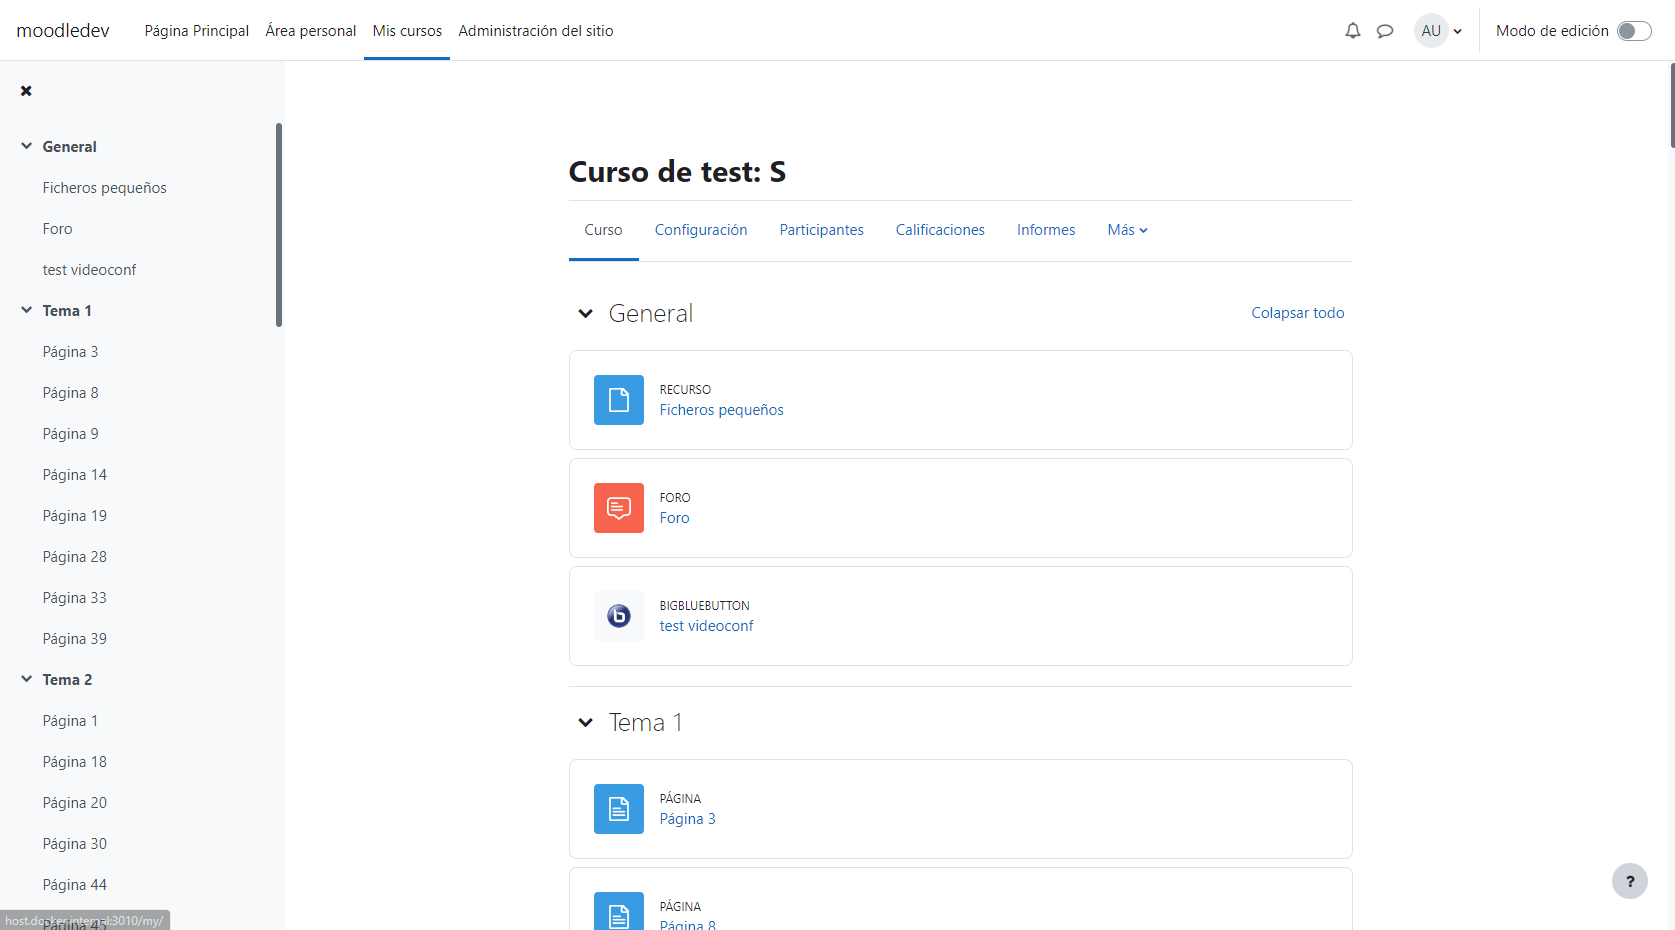 moodledev
Página Principal
Área personal
Mis cursos
Administración del sitio
AU
Modo de edición
General
Ficheros pequeños
Foro
test videoconf
Tema 1
Página 3
Página 8
Página 9
Página 14
Página 19
Página 28
Página 33
Página 39
Tema 2
Página 1
Página 18
Página 20
Página 30
Página 44
Página 45
host.docker.internal:3010/my/
Curso de test: S
Curso
Configuración
Participantes
Calificaciones
Informes
Más
General
Colapsar todo
RECURSO
Ficheros pequeños
FORO
Foro
BIGBLUEBUTTON
test videoconf
Tema 1
PÁGINA
Página 3
PÁGINA
Página 8
?